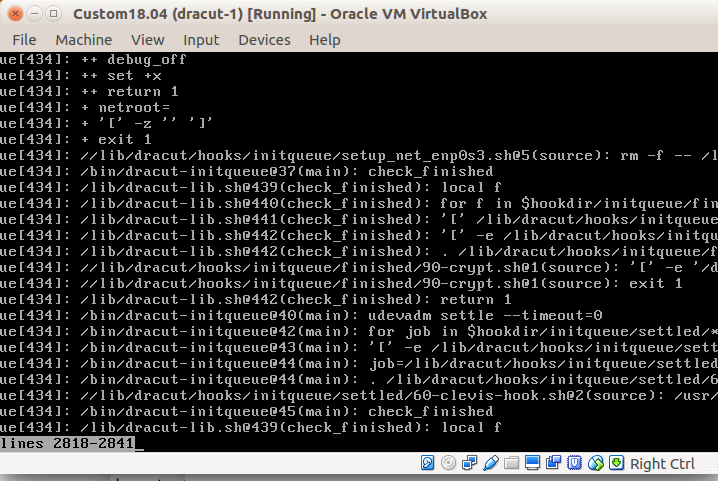 Custom18.04 (dracut-1) [Running] - Oracle VM VirtualBox
File Machine View Input Devices Help
ue[434]: ++ debug_off
ue[434]: ++ set +x
ue[434]: ++ return 1
ue[434]: + netroot=
ue[434]: + '[' -z '' ']'
ue[434]: + exit 1
ue[434]: //lib/dracut/hooks/initqueue/setup_net_enp0s3.sh@5(source): rm -f -- /l
ue[434]: /bin/dracut-initqueue@37(main): check_finished
ue[434]: /lib/dracut-lib.sh@439(check_finished): local f
ue[434]: /lib/dracut-lib.sh@440(check_finished): for f in $hookdir/initqueue/fin
ue[434]: /lib/dracut-lib.sh@441(check_finished): '[' /lib/dracut/hooks/initqueue
ue[434]: /lib/dracut-lib.sh@442(check_finished): '[' -e /lib/dracut/hooks/initqu
ue[434]: /lib/dracut-lib.sh@442(check_finished): . /lib/dracut/hooks/initqueue/f
ue[434]: //lib/dracut/hooks/initqueue/finished/90-crypt.sh@1(source): '[' -e '/d
ue[434]: //lib/dracut/hooks/initqueue/finished/90-crypt.sh@1(source): exit 1
ue[434]: /lib/dracut-lib.sh@442(check_finished): return 1
ue[434]: /bin/dracut-initqueue@40(main): udevadm settle --timeout=0
ue[434]: /bin/dracut-initqueue@42(main): for job in $hookdir/initqueue/settled/*
ue[434]: /bin/dracut-initqueue@43(main): '[' -e /lib/dracut/hooks/initqueue/sett
ue[434]: /bin/dracut-initqueue@44(main): job=/lib/dracut/hooks/initqueue/settled
ue[434]: /bin/dracut-initqueue@44(main): . /lib/dracut/hooks/initqueue/settled/6
ue[434]: //lib/dracut/hooks/initqueue/settled/60-clevis-hook.sh@2(source): /usr/
ue[434]: /bin/dracut-initqueue@45(main): check_finished
ue[434]: /lib/dracut-lib.sh@439(check_finished): local f
lines 2818-2841
Right Ctrl